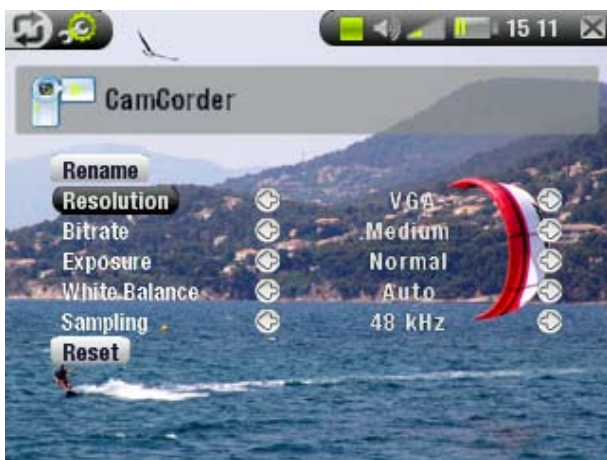 15 11
CamCorder
Rename
Resolution VGA
Bitrate Medium
Exposure Normal
White Balance Auto
Sampling 48 kHz
Reset